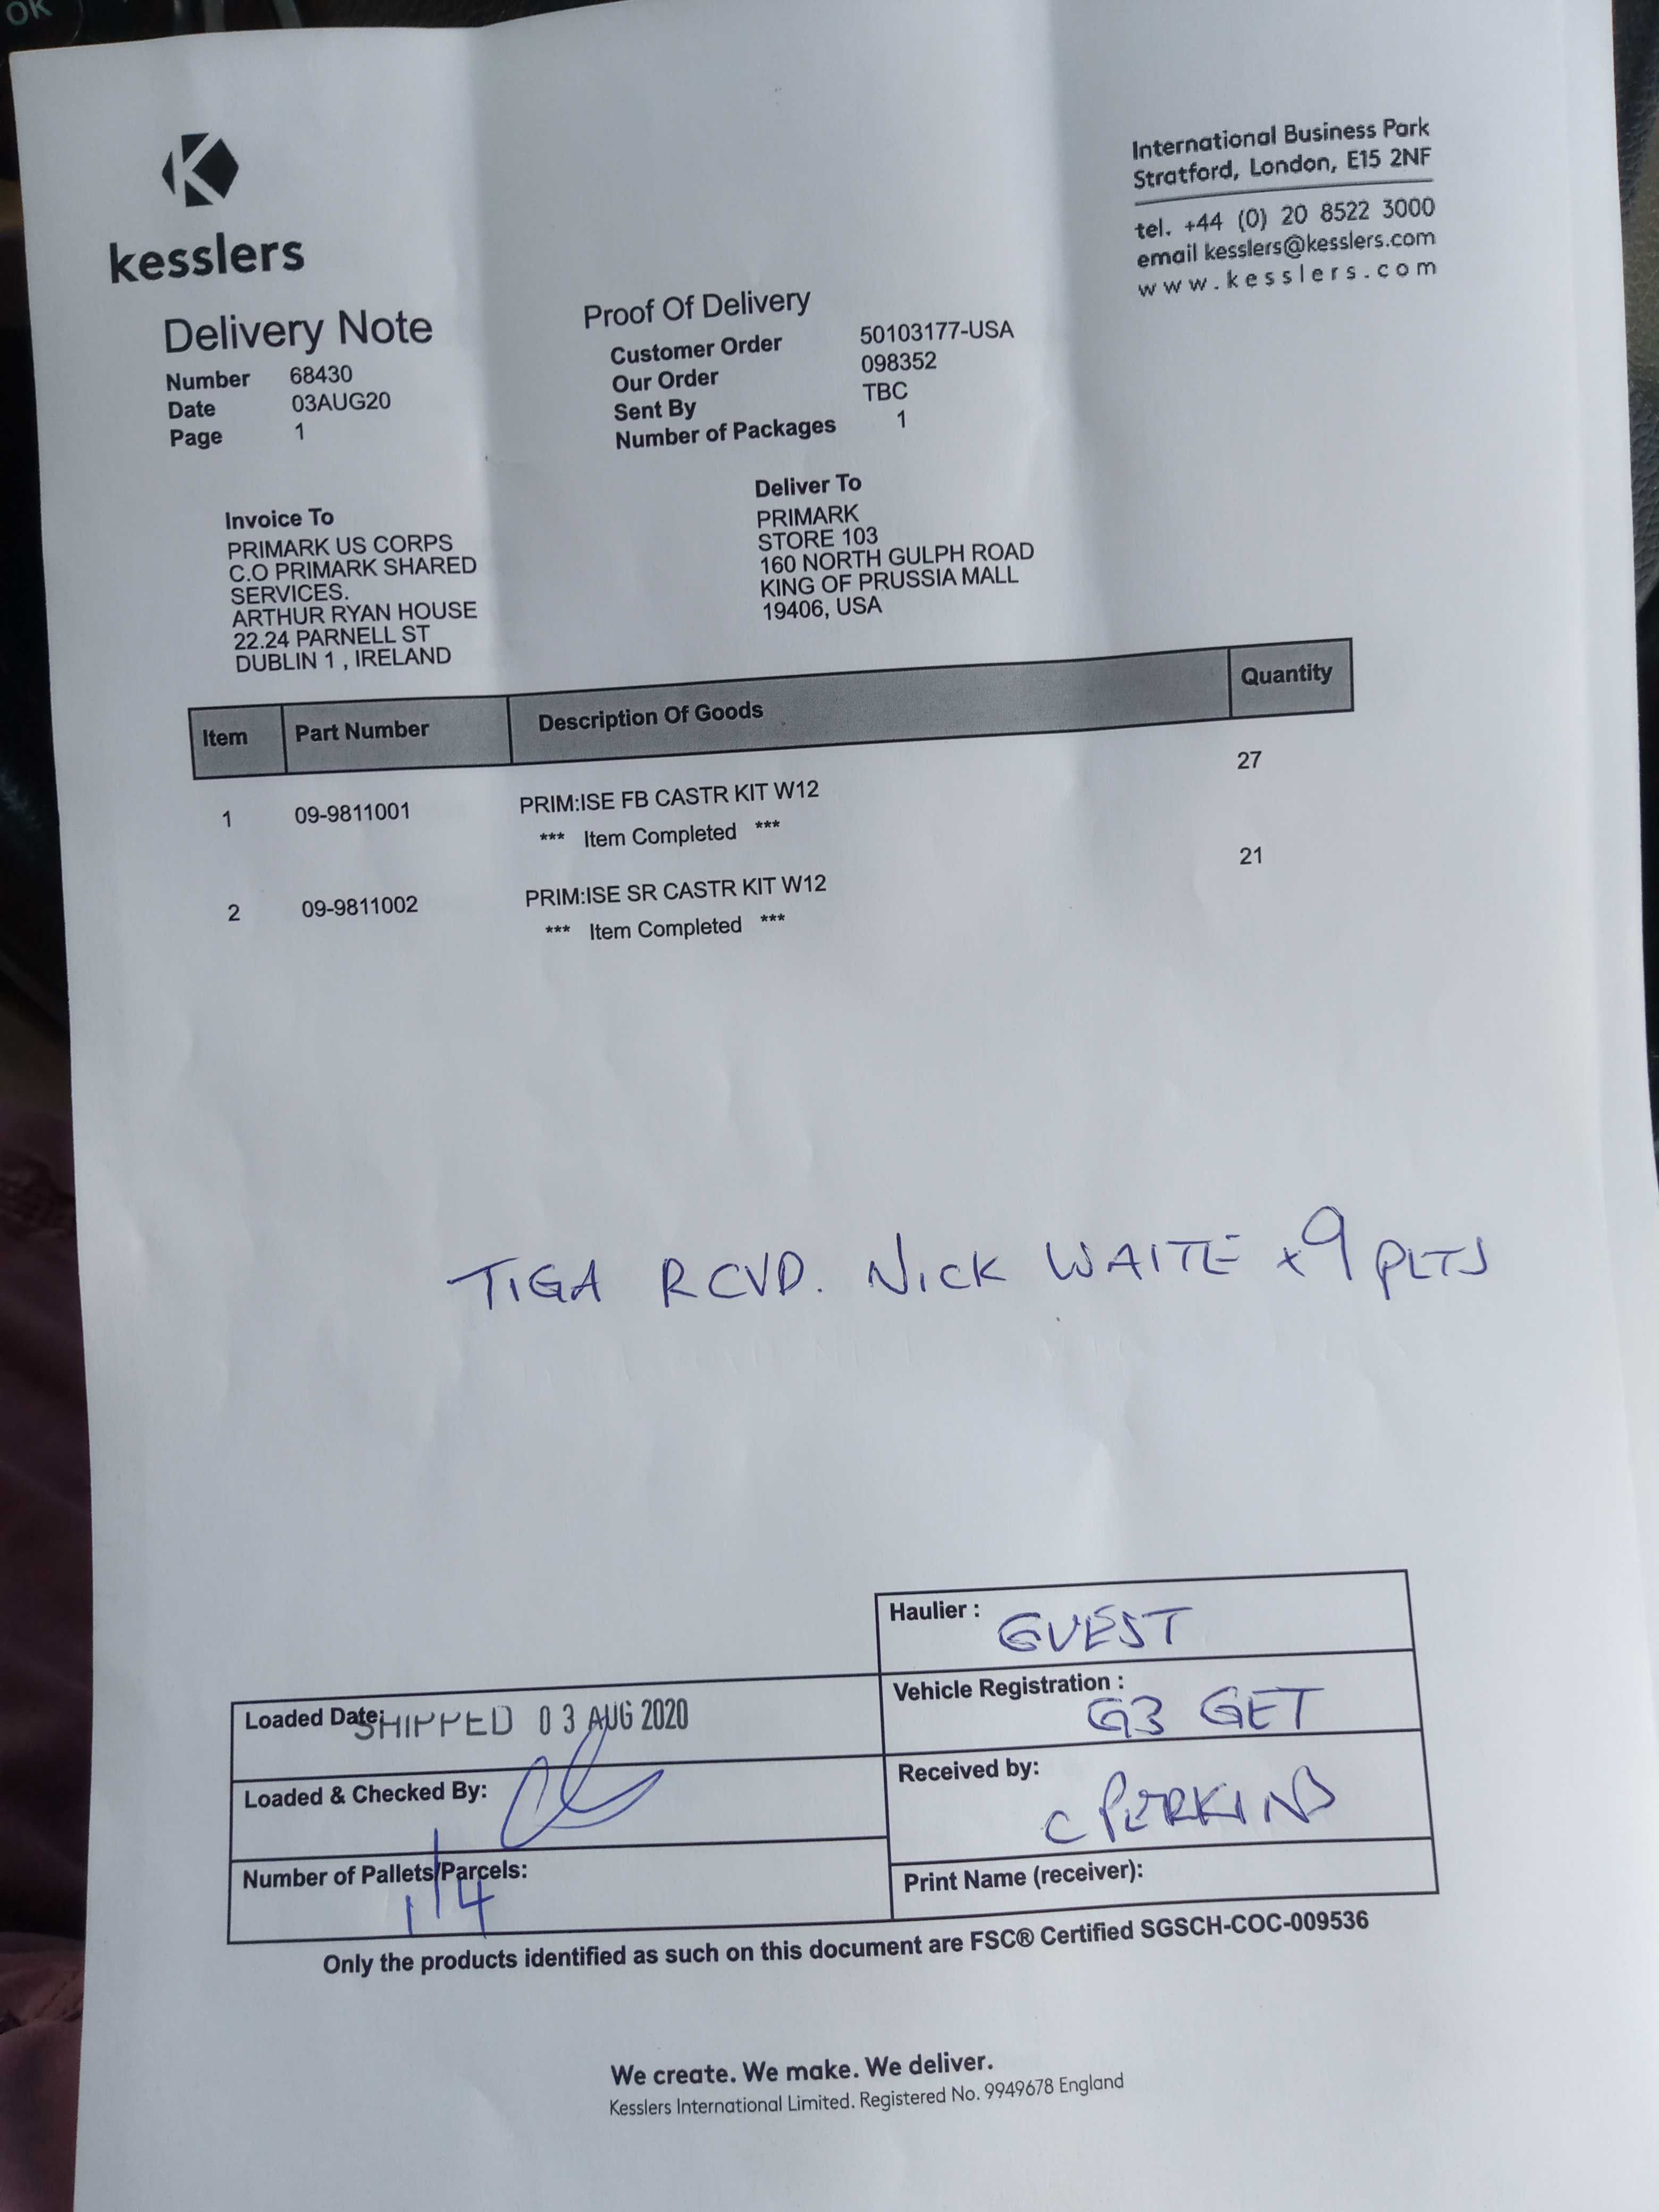 OK
kesslers
International Business Park
Stratford, London, E15 2NF
tel. +44 (0) 20 8522 3000
email kesslers@kesslers.com
www.kesslers.com
Delivery Note
Number 68430
Date 03AUG20
Page 1
Proof Of Delivery
Customer Order 50103177-USA
Our Order 098352
Sent By TBC
Number of Packages 1
Invoice To
PRIMARK US CORPS
C.O PRIMARK SHARED
SERVICES.
ARTHUR RYAN HOUSE
22.24 PARNELL ST
DUBLIN 1 , IRELAND
Deliver To
PRIMARK
STORE 103
160 NORTH GULPH ROAD
KING OF PRUSSIA MALL
19406, USA
Item Part Number Description Of Goods Quantity
1 09-9811001 PRIM:ISE FB CASTR KIT W12 27
*** Item Completed ***
2 09-9811002 PRIM:ISE SR CASTR KIT W12 21
*** Item Completed ***
TIGA RCVD. NICK WAITE x9 PLTS
Haulier : GUEST
Vehicle Registration : G3 GET
Received by: C PERKINS
Print Name (receiver):
Loaded Date: SHIPPED 03 AUG 2020
Loaded & Checked By:
Number of Pallets/Parcels:
Only the products identified as such on this document are FSC® Certified SGSCH-COC-009536
We create. We make. We deliver.
Kesslers International Limited. Registered No. 9949678 England